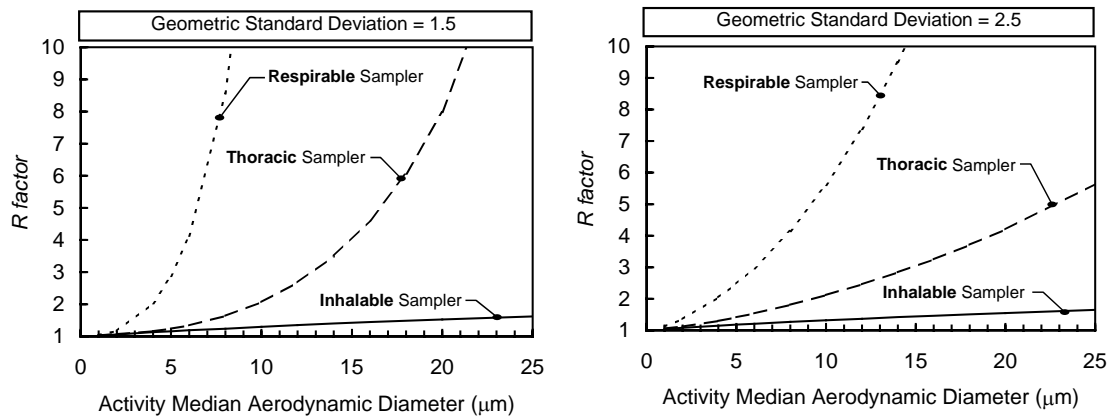 Geometric Standard Deviation = 1.5
10
9
8
7
6
5
4
3
2
1
R factor
Respirable Sampler
Thoracic Sampler
Inhalable Sampler
0 5 10 15 20 25
Activity Median Aerodynamic Diameter (μm)
Geometric Standard Deviation = 2.5
10
9
8
7
6
5
4
3
2
1
R factor
Respirable Sampler
Thoracic Sampler
Inhalable Sampler
0 5 10 15 20 25
Activity Median Aerodynamic Diameter (μm)